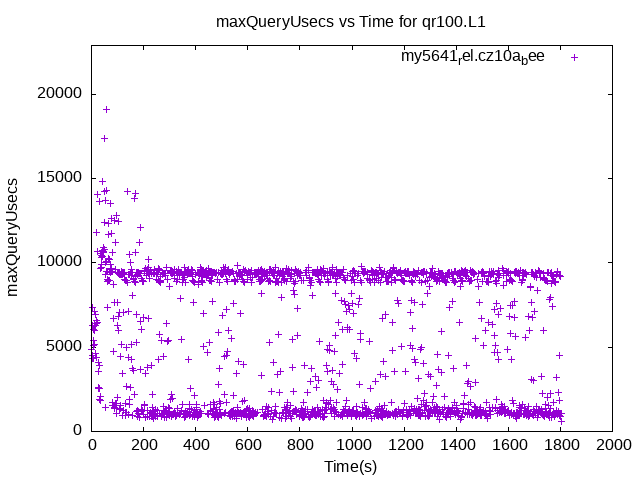 maxQueryUsecs vs Time for qr100.L1
my5641rel.cz10abee
maxQueryUsecs
20000
15000
10000
5000
0
0 200 400 600 800 1000 1200 1400 1600 1800 2000
Time(s)